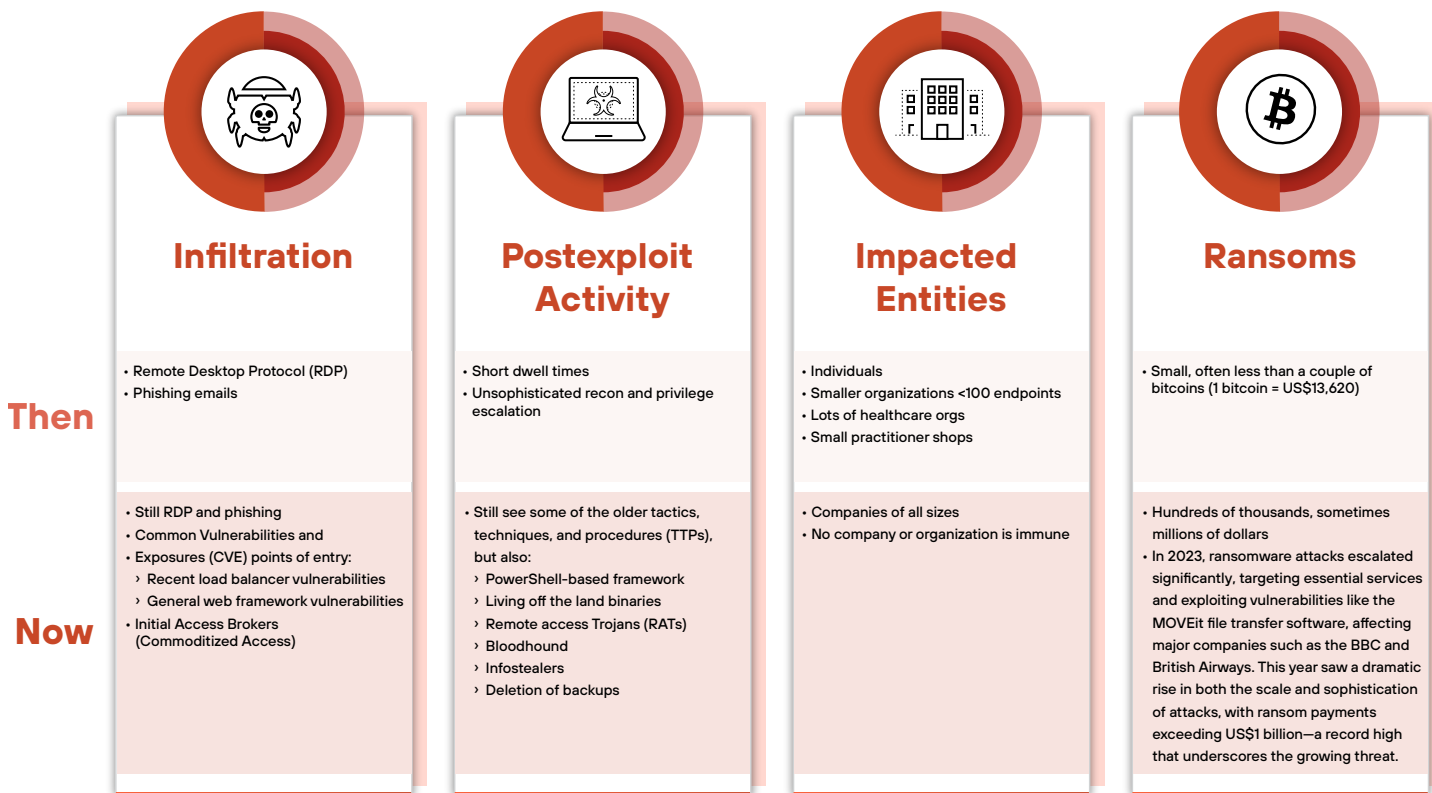 Infiltration
Postexploit
Activity
Impacted
Entities
Ransoms
Then
• Remote Desktop Protocol (RDP)
• Phishing emails
• Short dwell times
• Unsophisticated recon and privilege
escalation
• Individuals
• Smaller organizations <100 endpoints
• Lots of healthcare orgs
• Small practitioner shops
• Small, often less than a couple of
bitcoins (1 bitcoin = US$13,620)
Now
• Still RDP and phishing
• Common Vulnerabilities and
• Exposures (CVE) points of entry:
› Recent load balancer vulnerabilities
› General web framework vulnerabilities
• Initial Access Brokers
(Commoditized Access)
• Still see some of the older tactics,
techniques, and procedures (TTPs),
but also:
› PowerShell-based framework
› Living off the land binaries
› Remote access Trojans (RATs)
› Bloodhound
› Infostealers
› Deletion of backups
• Companies of all sizes
• No company or organization is immune
• Hundreds of thousands, sometimes
millions of dollars
• In 2023, ransomware attacks escalated
significantly, targeting essential services
and exploiting vulnerabilities like the
MOVEit file transfer software, affecting
major companies such as the BBC and
British Airways. This year saw a dramatic
rise in both the scale and sophistication
of attacks, with ransom payments
exceeding US$1 billion—a record high
that underscores the growing threat.